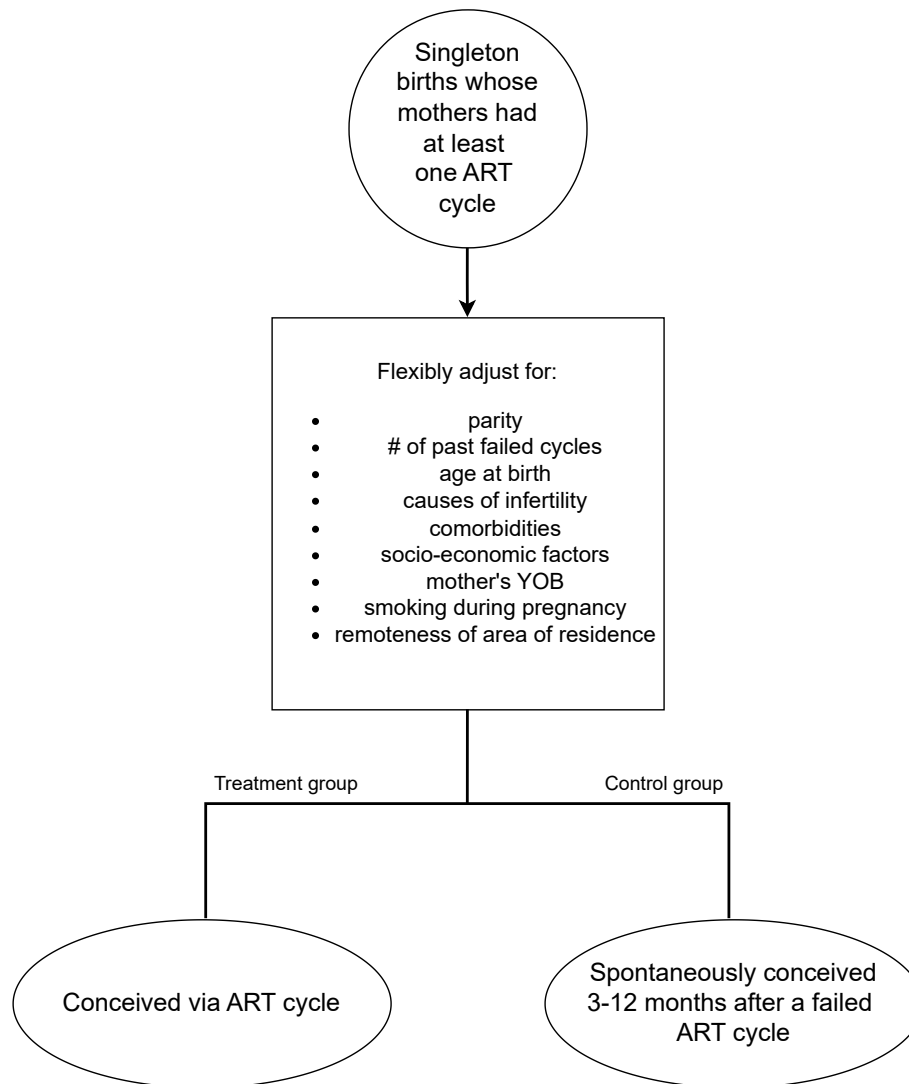 Singleton
births whose
mothers had
at least
one ART
cycle
Flexibly adjust for:
• parity
• # of past failed cycles
• age at birth
• causes of infertility
• comorbidities
• socio-economic factors
• mother's YOB
• smoking during pregnancy
• remoteness of area of residence
Treatment group
Control group
Conceived via ART cycle
Spontaneously conceived
3-12 months after a failed
ART cycle